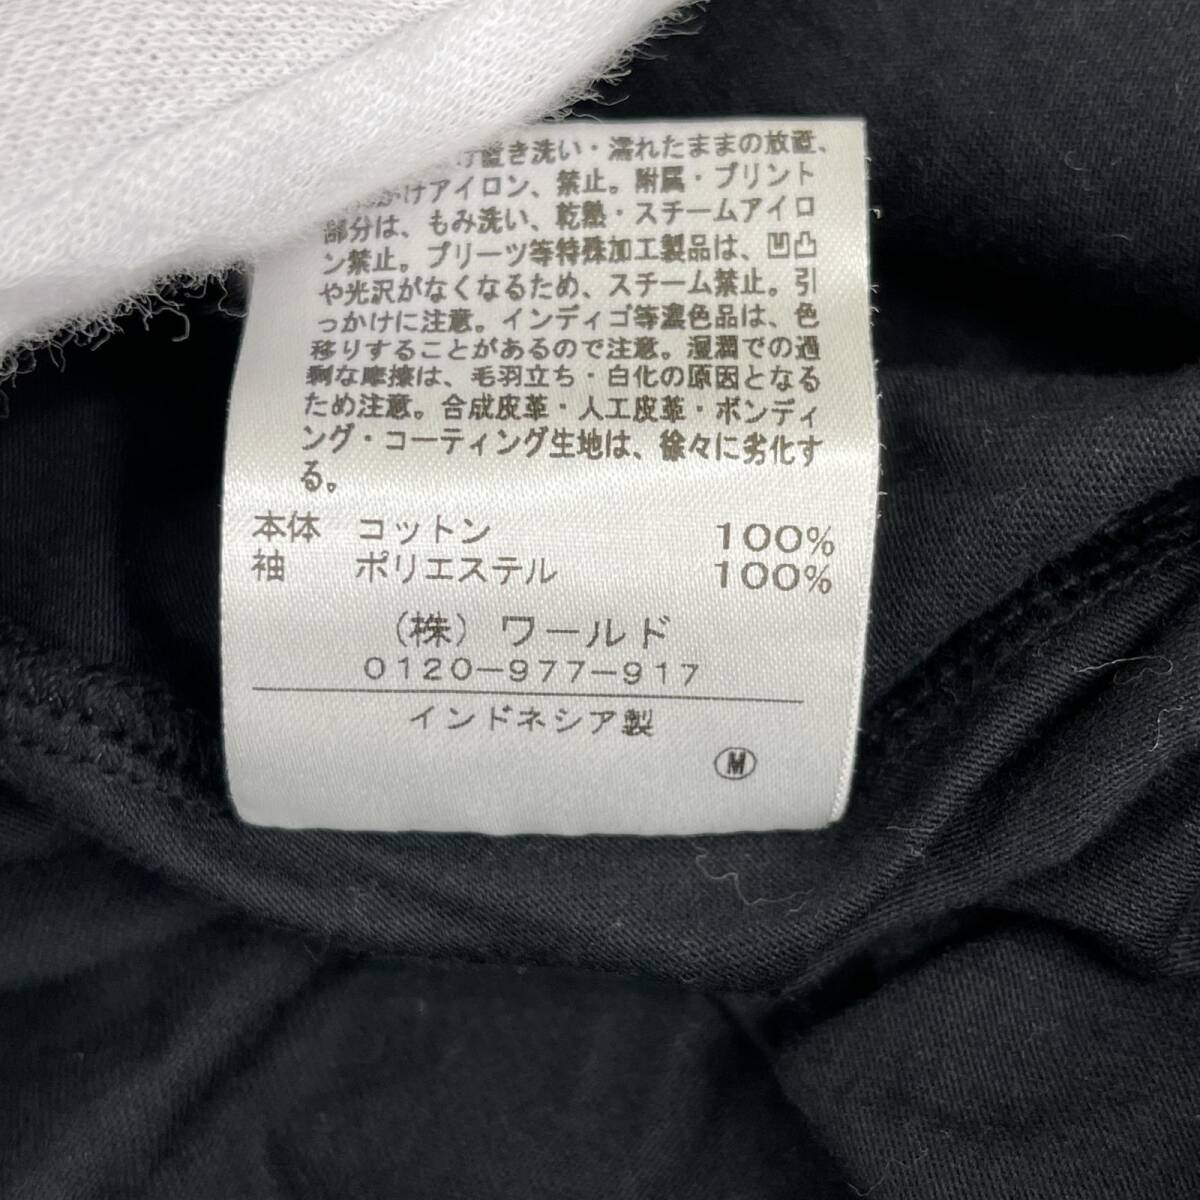 置き洗い・濡れたままの放置、
かけアイロン、禁止。附属・プリント
部分は、もみ洗い、乾熱・スチームアイロ
ン禁止。プリーツ等特殊加工製品は、凹凸
や光沢がなくなるため、スチーム禁止。引
っかけに注意。インディゴ等濃色品は、色
移りすることがあるので注意。湿潤での過
剰な摩擦は、毛羽立ち・白化の原因となる
ため注意。合成皮革・人工皮革・ボンディ
ング・コーティング生地は、徐々に劣化す
る。
本体 コットン 100%
袖 ポリエステル 100%
(株)ワールド
0120-977-917
インドネシア製
M